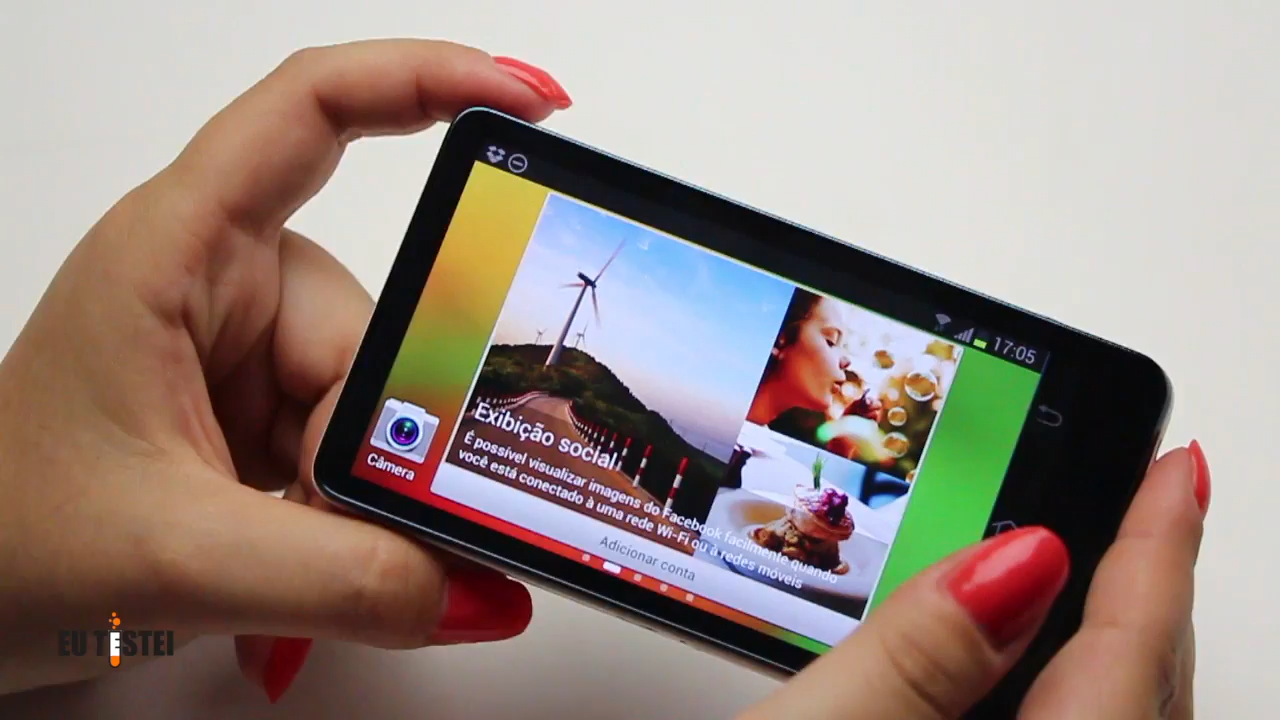 17:05
Exibição social
É possível visualizar imagens do Facebook facilmente quando
você está conectado à uma rede Wi-Fi ou à redes móveis
Adicionar conta
Câmera
EU TESTEI